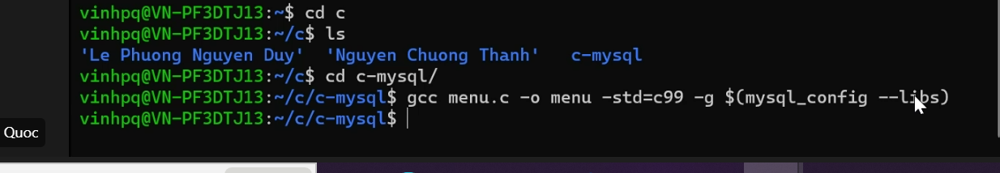 vinhpq@VN-PF3DTJ13:~$ cd c
vinhpq@VN-PF3DTJ13:~/c$ ls
'Le Phuong Nguyen Duy'  'Nguyen Chuong Thanh'   c-mysql
vinhpq@VN-PF3DTJ13:~/c$ cd c-mysql/
vinhpq@VN-PF3DTJ13:~/c/c-mysql$ gcc menu.c -o menu -std=c99 -g $(mysql_config --libs)
vinhpq@VN-PF3DTJ13:~/c/c-mysql$
Quoc